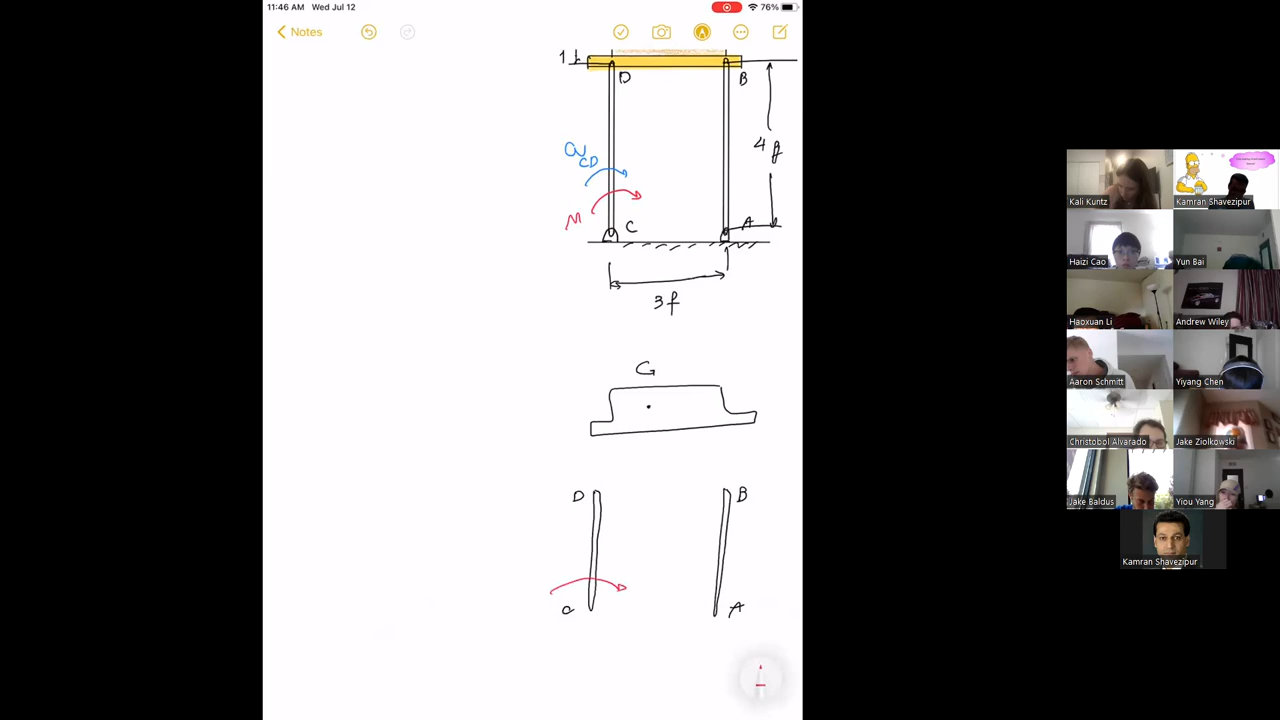 11:46 AM Wed Jul 12
76%
Notes
1
D
B
4 f
ω CD
M
C
A
3 f
G
D
B
C
A
Kali Kuntz
Kamran Shavezipur
Haizi Cao
Yun Bai
Haoxuan Li
Andrew Wiley
Aaron Schmitt
Yiyang Chen
Christobol Alvarado
Jake Ziolkowski
Jake Baldus
Yiou Yang
Kamran Shavezipur